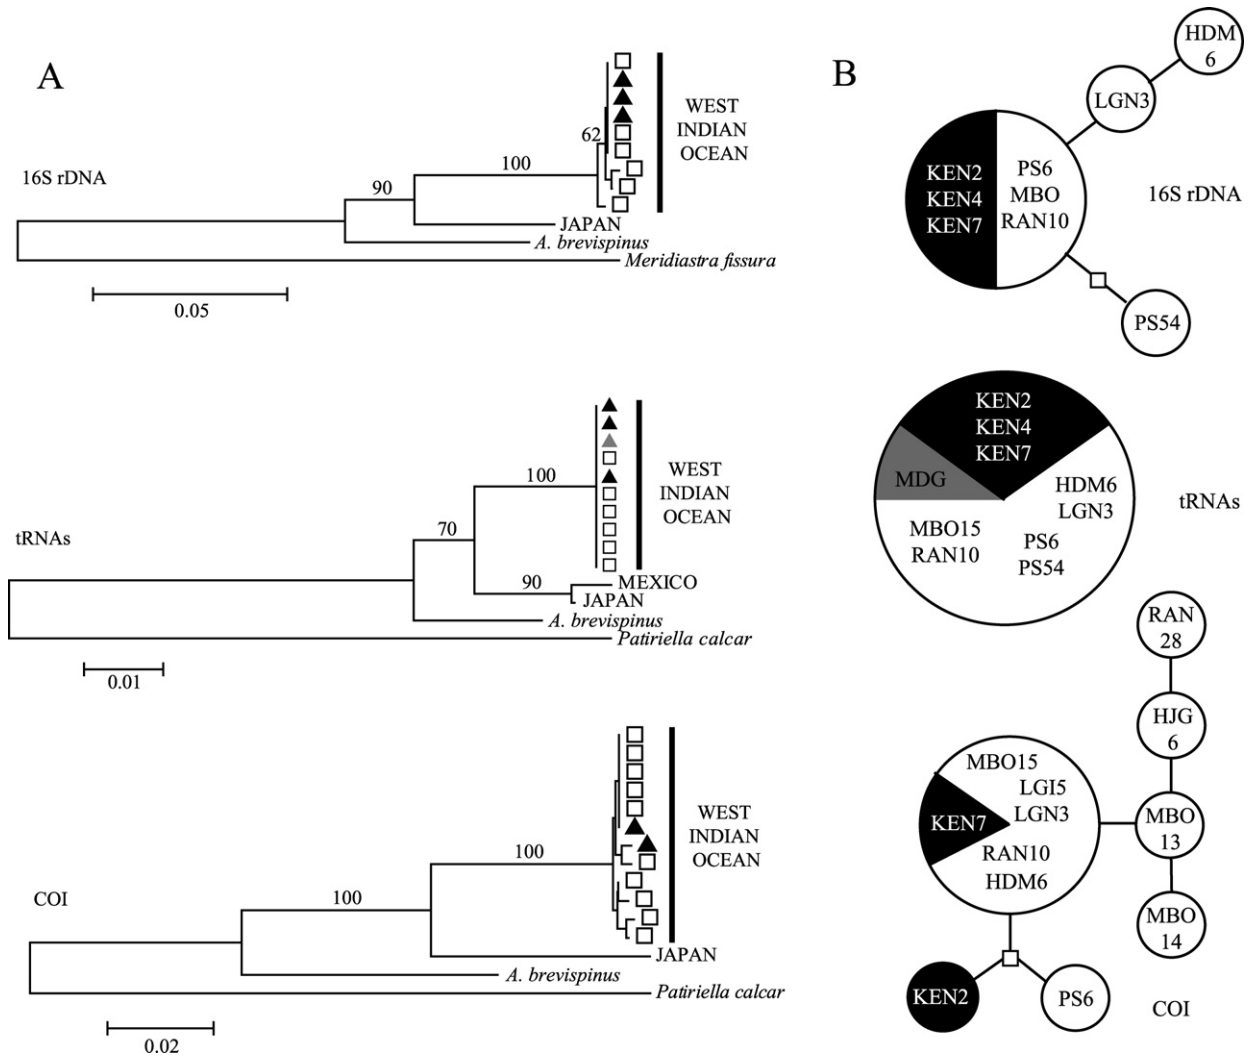 A
62
WEST
INDIAN
OCEAN
100
16S rDNA
90
JAPAN
A. brevispinus
Meridiastra fissura
0.05
WEST
INDIAN
OCEAN
100
tRNAs
70
90
MEXICO
JAPAN
A. brevispinus
Patiriella calcar
0.01
WEST
INDIAN
OCEAN
100
COI
100
JAPAN
A. brevispinus
Patiriella calcar
0.02
B
HDM
6
LGN3
KEN2
KEN4
KEN7
PS6
MBO
RAN10
16S rDNA
PS54
KEN2
KEN4
KEN7
MDG
HDM6
LGN3
MBO15
RAN10
PS6
PS54
tRNAs
RAN
28
HJG
6
MBO15
LGI5
LGN3
KEN7
RAN10
HDM6
MBO
13
MBO
14
KEN2
PS6
COI